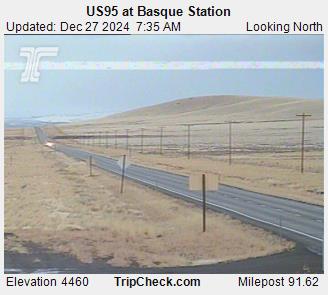 US95 at Basque Station
Updated: Dec 27 2024 7:35 AM Looking North
Elevation 4460 TripCheck.com Milepost 91.62